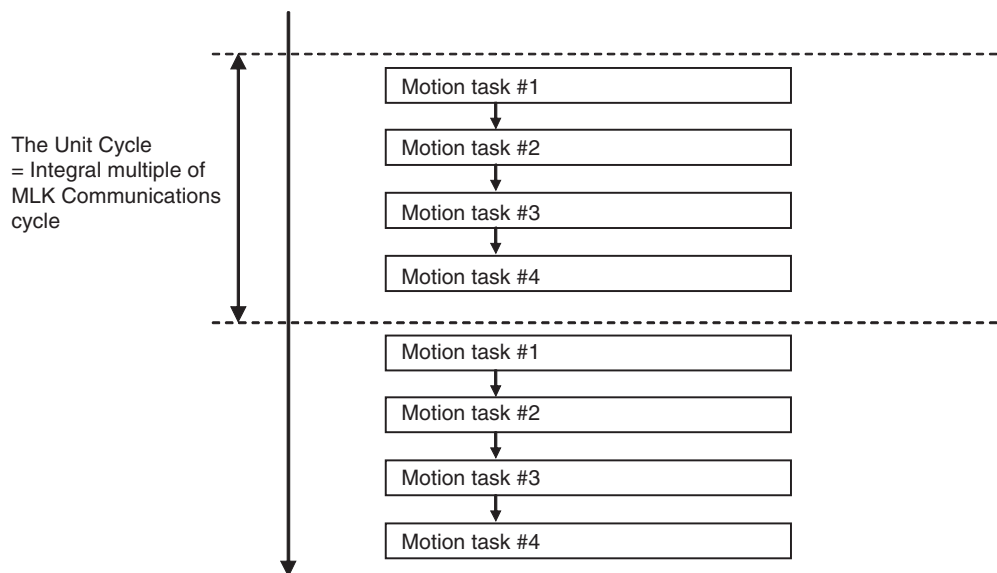 Motion task #1
Motion task #2
The Unit Cycle
= Integral multiple of
MLK Communications
cycle
Motion task #3
Motion task #4
Motion task #1
Motion task #2
Motion task #3
Motion task #4